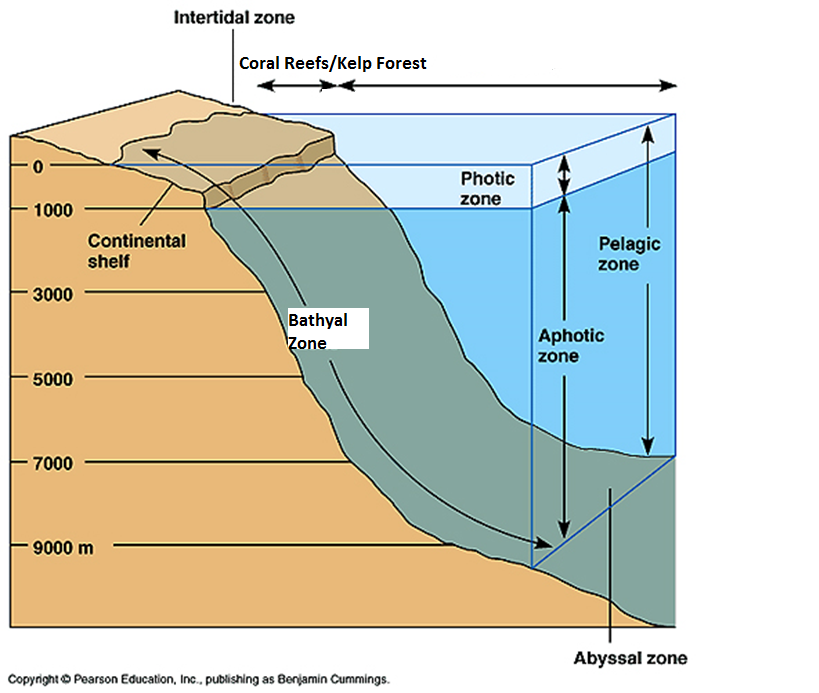 Intertidal zone
Coral Reefs/Kelp Forest
0
Photic
zone
1000
Continental
shelf
Pelagic
zone
3000
Bathyal
Zone
Aphotic
zone
5000
7000
9000 m
Abyssal zone
Copyright © Pearson Education, Inc., publishing as Benjamin Cummings.